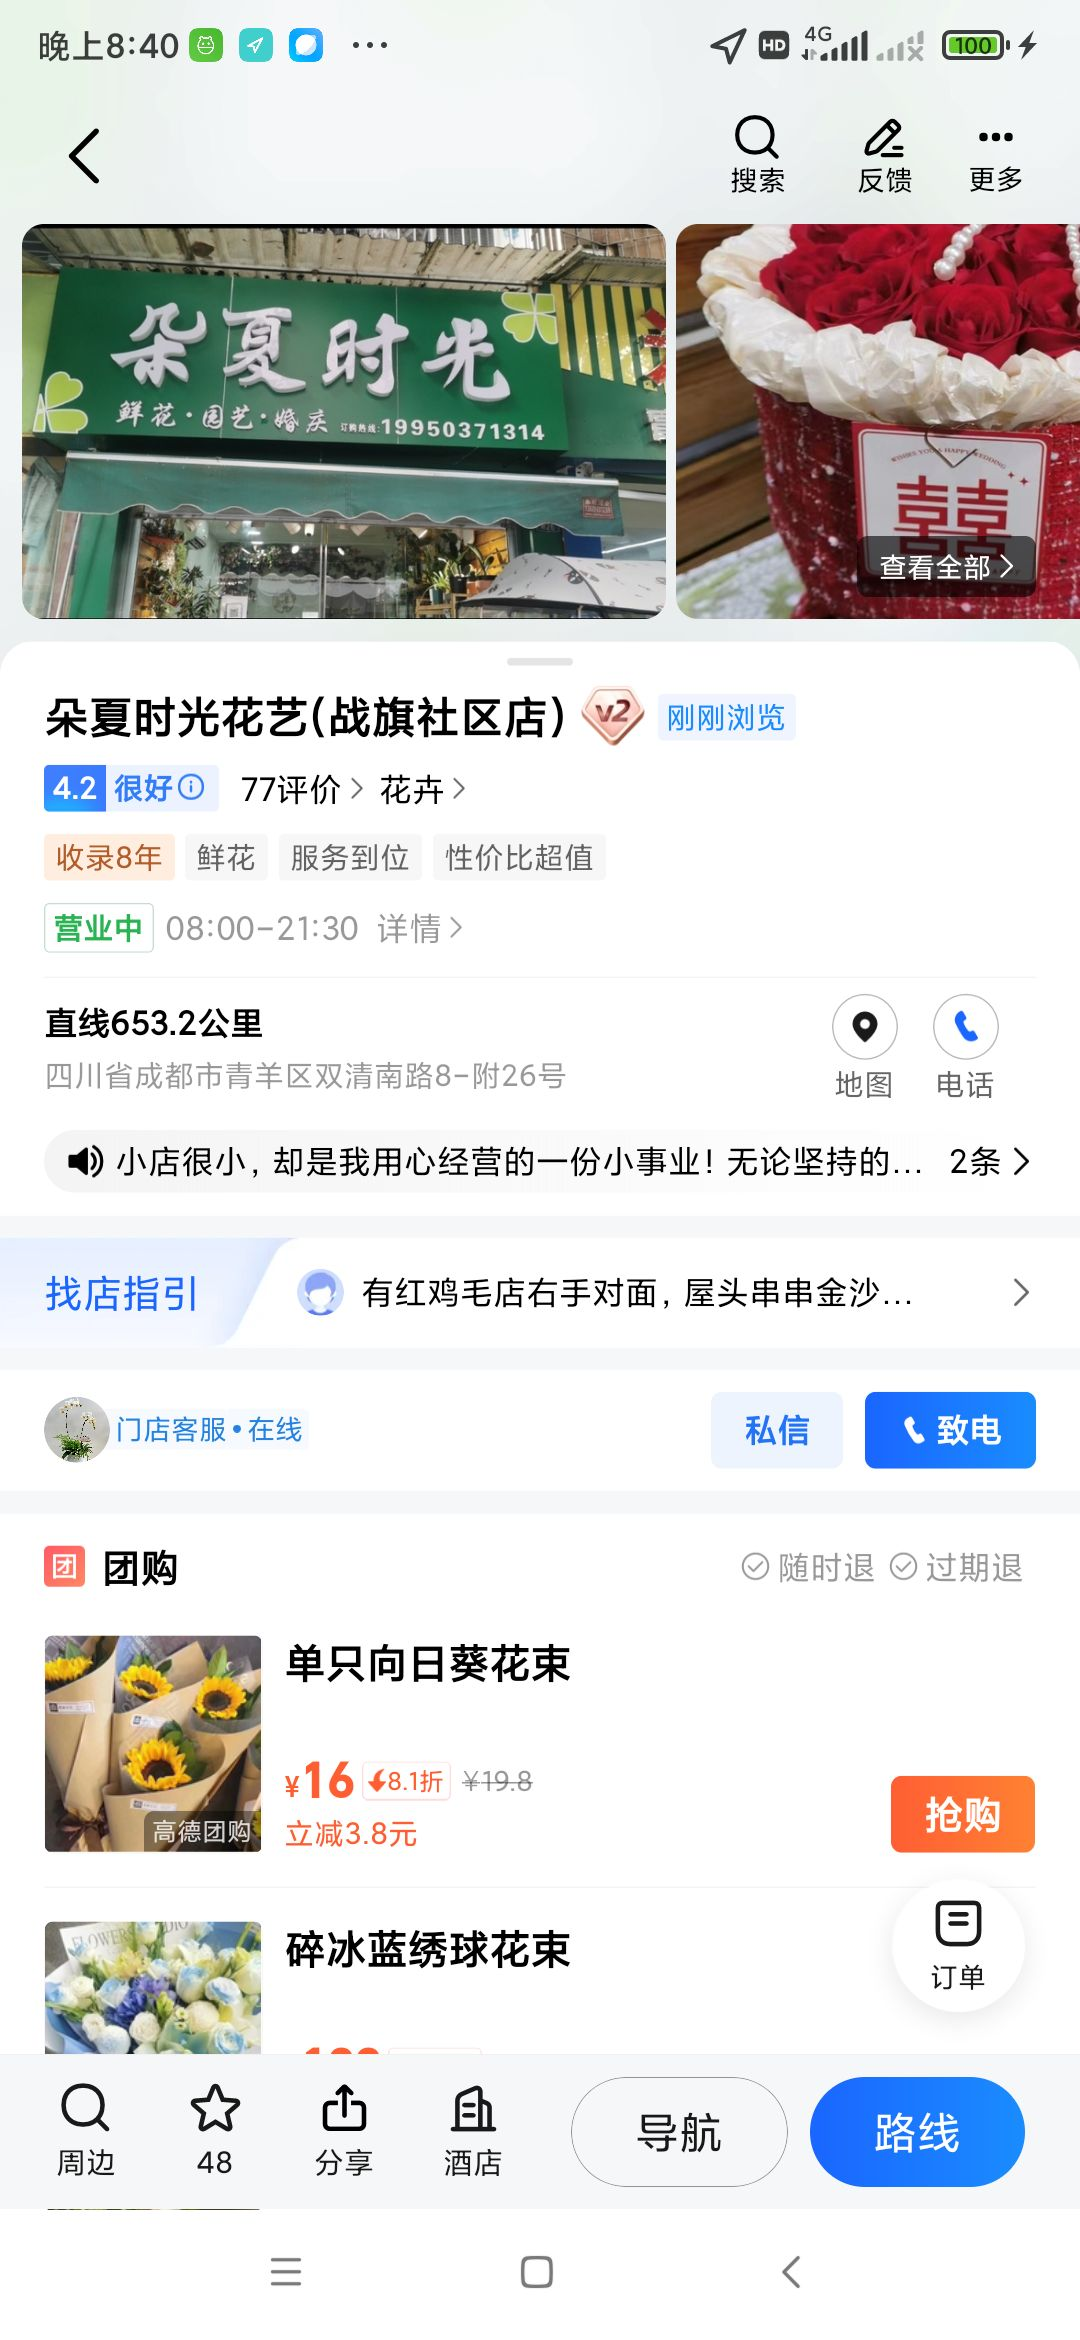 晚上8:40
HD
4G
100
搜索
反馈
更多
朵夏时光
鲜花·园艺·婚庆 订购热线:19950371314
WISHES YOU A HAPPY WEDDING
囍
查看全部
朵夏时光花艺(战旗社区店)
V2
刚刚浏览
4.2 很好
77评价
花卉
收录8年
鲜花
服务到位
性价比超值
营业中
08:00-21:30 详情
直线653.2公里
四川省成都市青羊区双清南路8-附26号
地图
电话
小店很小，却是我用心经营的一份小事业！无论坚持的... 2条
找店指引
有红鸡毛店右手对面，屋头串串金沙...
门店客服•在线
私信
致电
团 团购
随时退
过期退
单只向日葵花束
高德团购
¥16
8.1折
¥19.8
立减3.8元
抢购
碎冰蓝绣球花束
订单
周边
48
分享
酒店
导航
路线